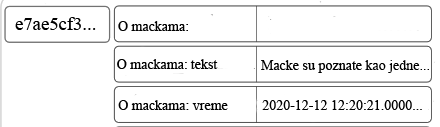 e7ae5cf3...
O mackama:
O mackama: tekst Macke su poznate kao jedne...
O mackama: vreme 2020-12-12 12:20:21.0000...